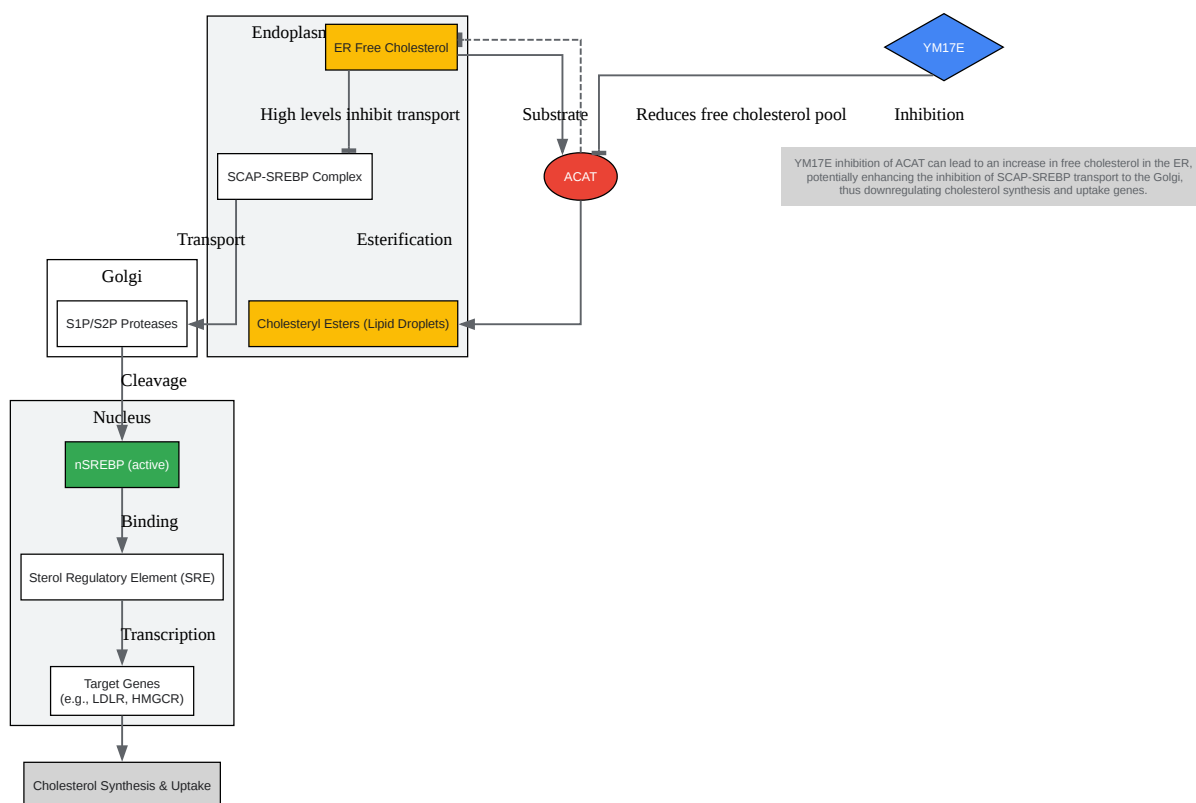 Endoplasm
ER Free Cholesterol
YM17E
High levels inhibit transport
Substrate
Reduces free cholesterol pool
Inhibition
SCAP-SREBP Complex
ACAT
YM17E inhibition of ACAT can lead to an increase in free cholesterol in the ER,
potentially enhancing the inhibition of SCAP-SREBP transport to the Golgi,
thus downregulating cholesterol synthesis and uptake genes.
Transport
Esterification
Golgi
S1P/S2P Proteases
Cholesteryl Esters (Lipid Droplets)
Cleavage
Nucleus
nSREBP (active)
Binding
Sterol Regulatory Element (SRE)
Transcription
Target Genes
(e.g., LDLR, HMGCR)
Cholesterol Synthesis & Uptake